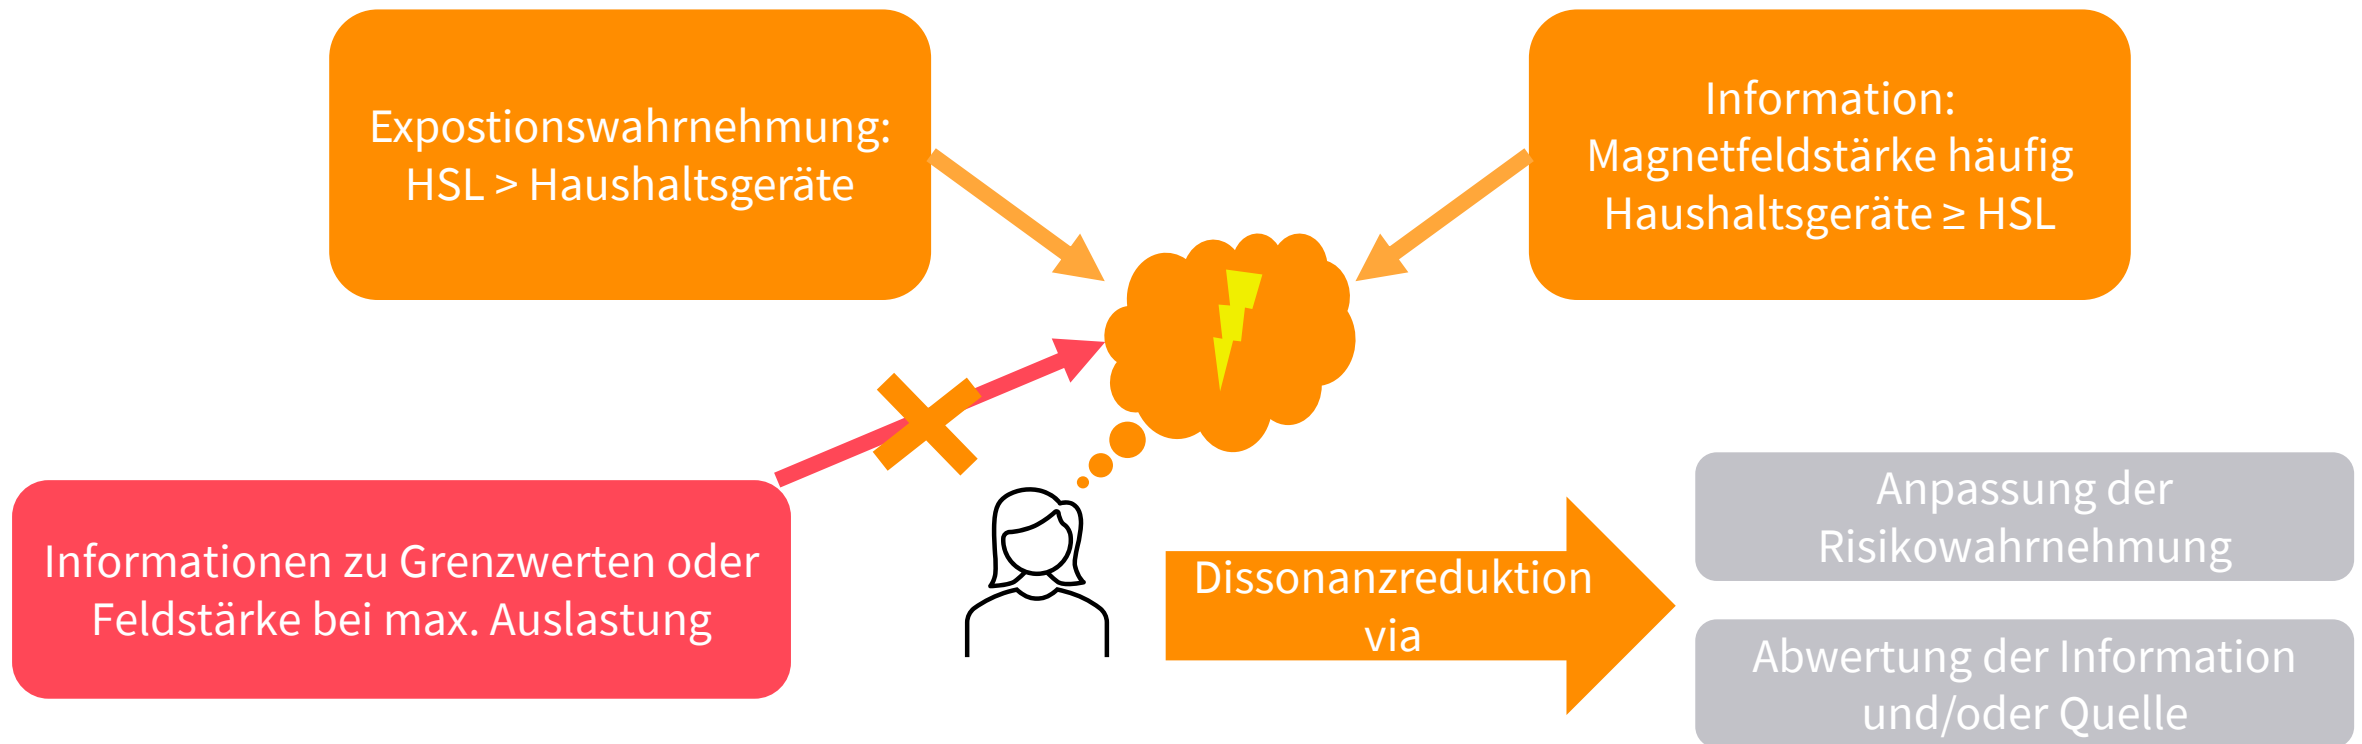 Expostionswahrnehmung:
HSL > Haushaltsgeräte
Information:
Magnetfeldstärke häufig
Haushaltsgeräte ≥ HSL
Informationen zu Grenzwerten oder
Feldstärke bei max. Auslastung
Dissonanzreduktion
via
Anpassung der
Risikowahrnehmung
Abwertung der Information
und/oder Quelle